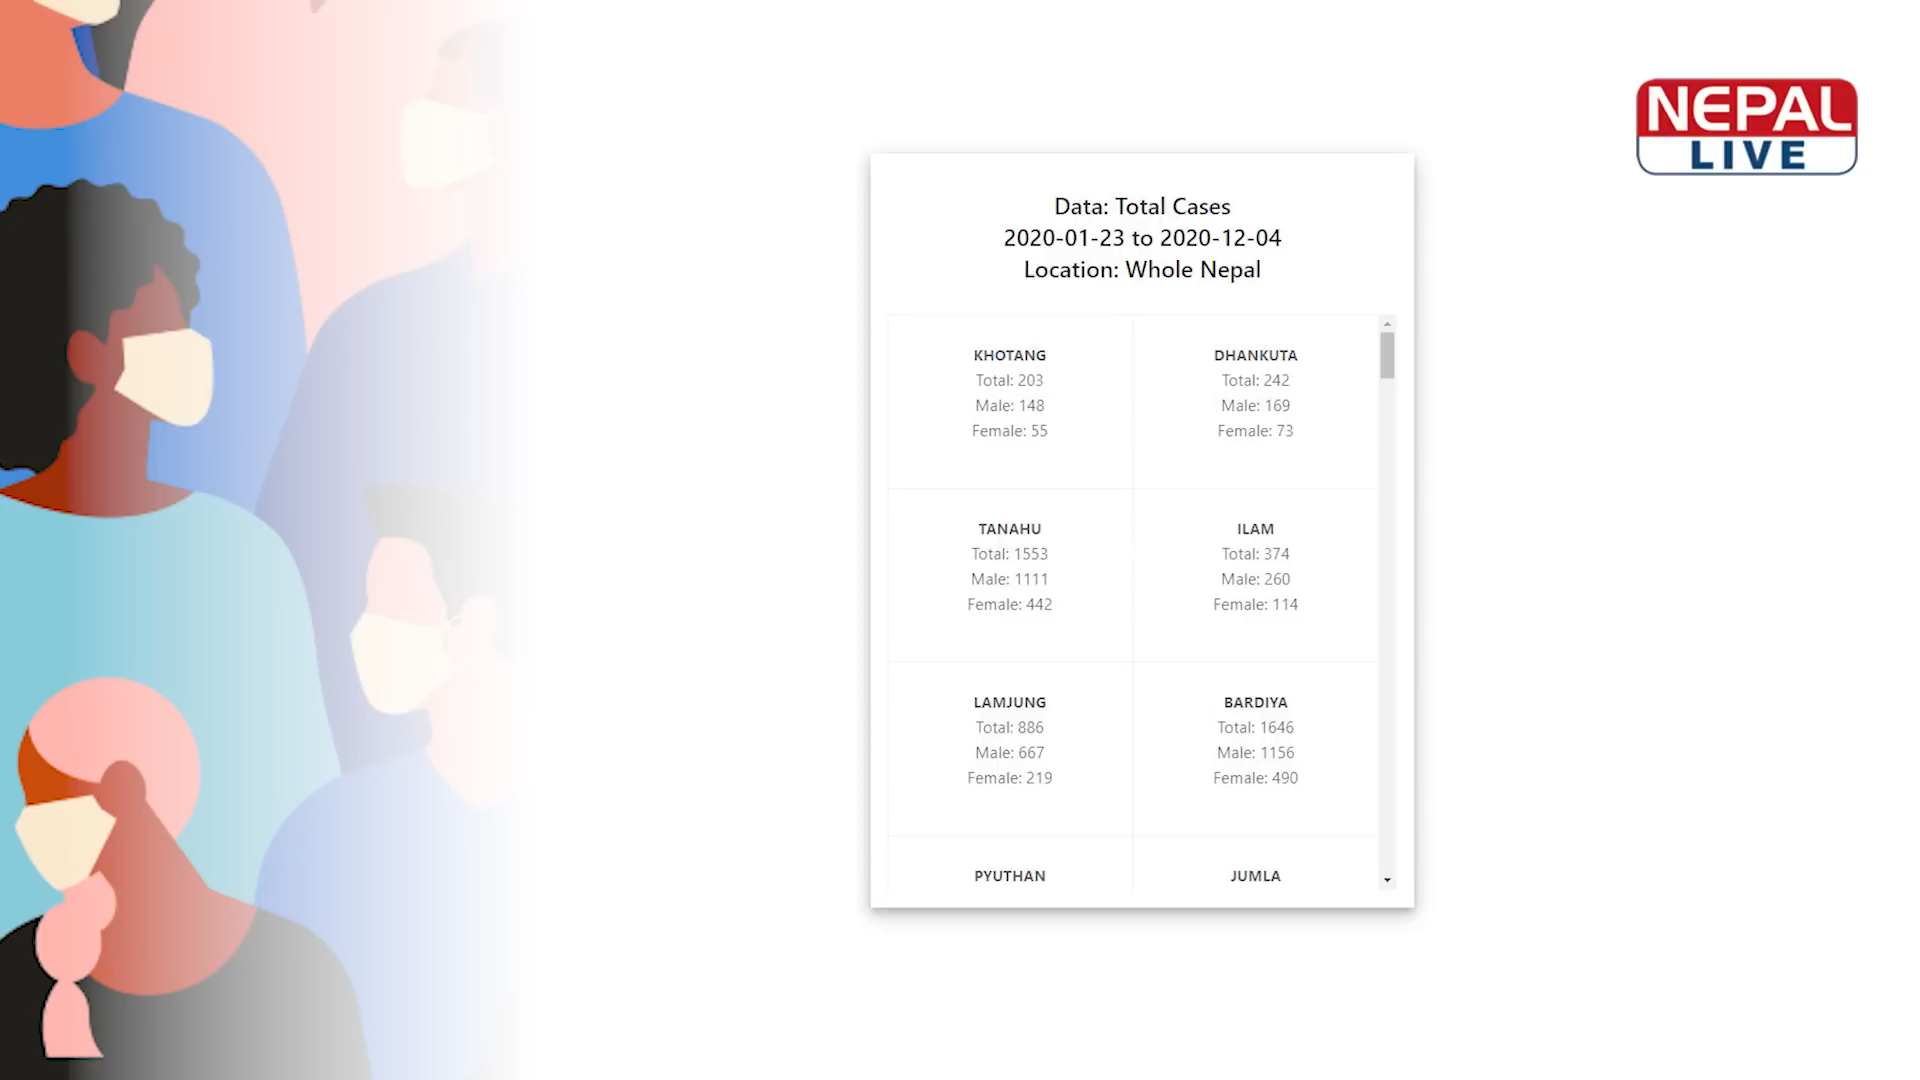 NEPAL
LIVE
Data: Total Cases
2020-01-23 to 2020-12-04
Location: Whole Nepal
KHOTANG
Total: 203
Male: 148
Female: 55
DHANKUTA
Total: 242
Male: 169
Female: 73
TANAHU
Total: 1553
Male: 1111
Female: 442
ILAM
Total: 374
Male: 260
Female: 114
LAMJUNG
Total: 886
Male: 667
Female: 219
BARDIYA
Total: 1646
Male: 1156
Female: 490
PYUTHAN
JUMLA